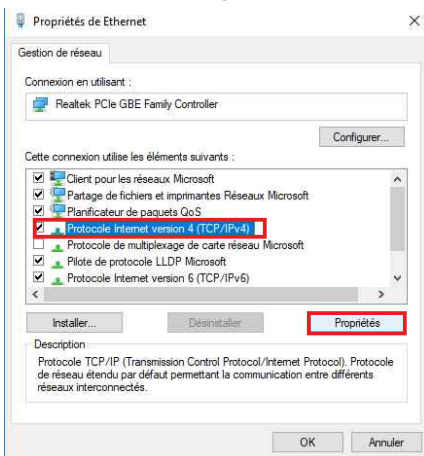 Propriétés de Ethernet
Gestion de réseau
Connexion en utilisant :
Realtek PCIe GBE Family Controller
Configurer...
Cette connexion utilise les éléments suivants :
Client pour les réseaux Microsoft
Partage de fichiers et imprimantes Réseaux Microsoft
Planificateur de paquets QoS
Protocole Internet version 4 (TCP/IPv4)
Protocole de multiplexage de carte réseau Microsoft
Pilote de protocole LLDP Microsoft
Protocole Internet version 6 (TCP/IPv6)
Installer...
Désinstaller
Propriétés
Description
Protocole TCP/IP (Transmission Control Protocol/Internet Protocol). Protocole
de réseau étendu par défaut permettant la communication entre différents
réseaux interconnectés.
OK
Annuler